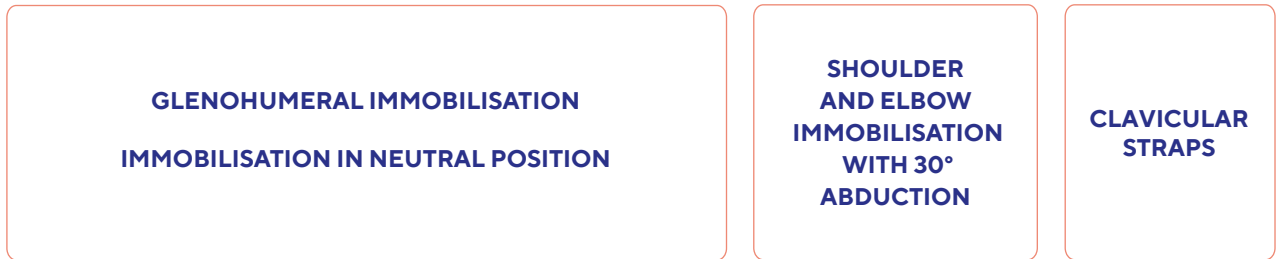 GLENOHUMERAL IMMOBILISATION
IMMOBILISATION IN NEUTRAL POSITION
SHOULDER
AND ELBOW
IMMOBILISATION
WITH 30°
ABDUCTION
CLAVICULAR
STRAPS